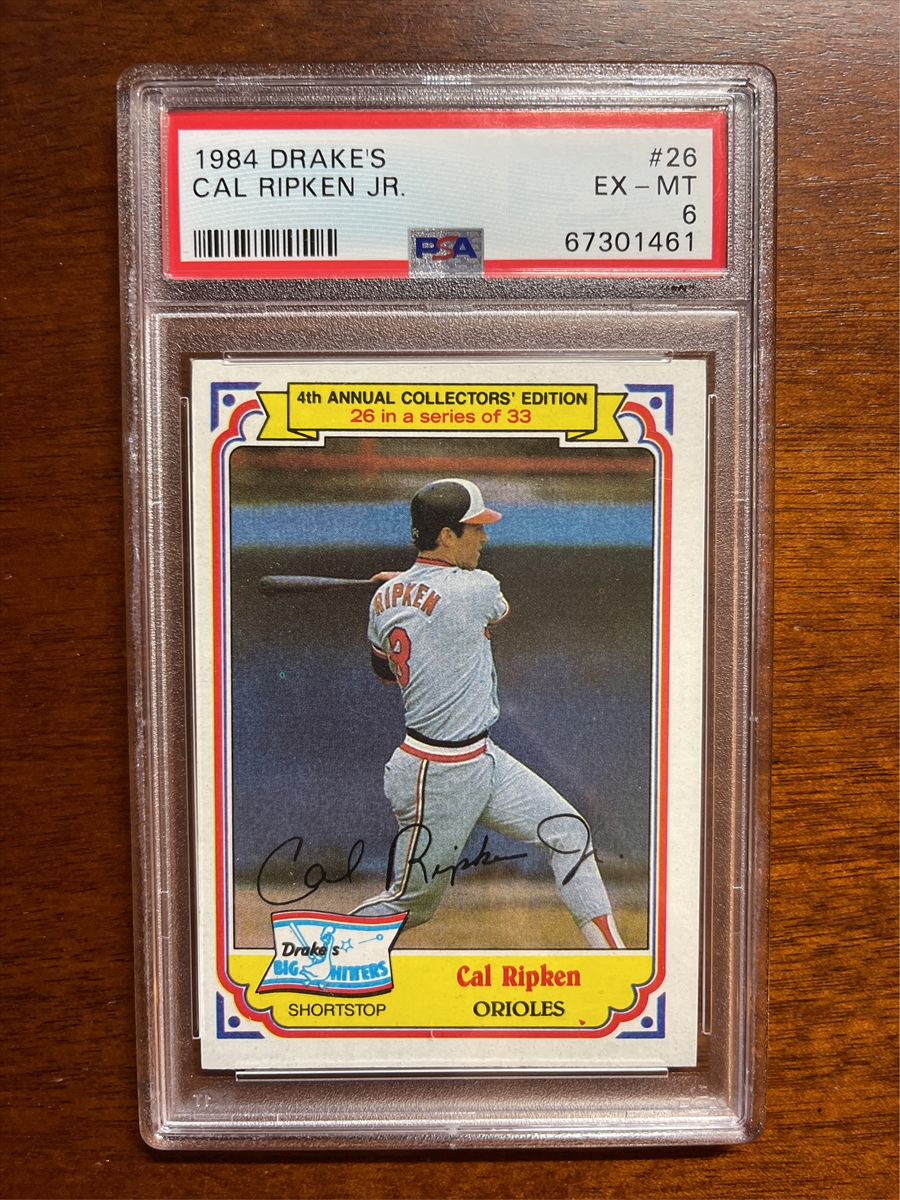 1984 DRAKE'S #26
CAL RIPKEN JR. EX – MT
6
PSA 67301461
4th ANNUAL COLLECTORS' EDITION
26 in a series of 33
RIPKEN
8
Cal Ripken Jr.
Drake's
BIG HITTERS
Cal Ripken
SHORTSTOP ORIOLES